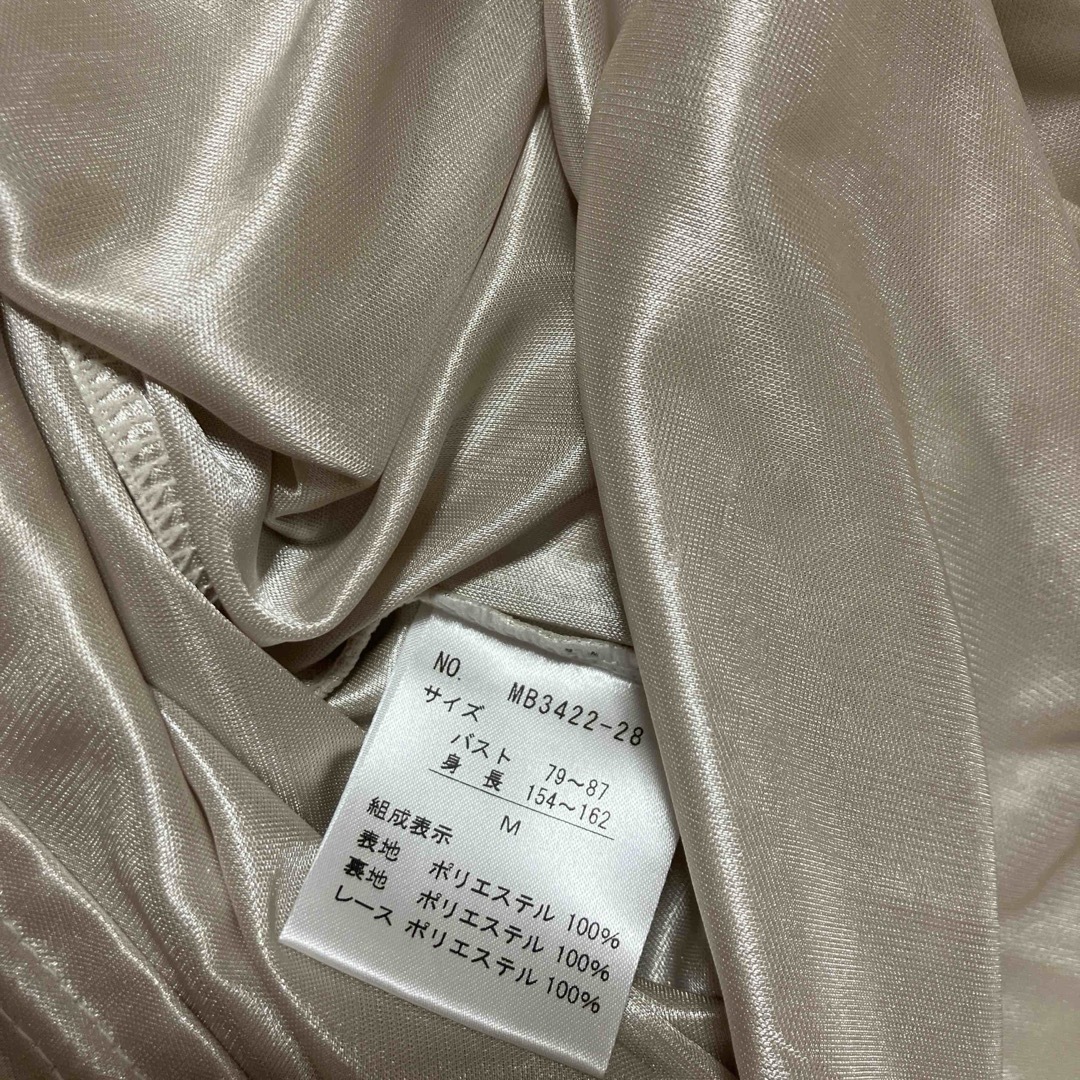 NO. MB3422-28
サイズ
バスト 79～87
身長 154～162
M
組成表示
表地 ポリエステル 100%
裏地 ポリエステル 100%
レース ポリエステル 100%